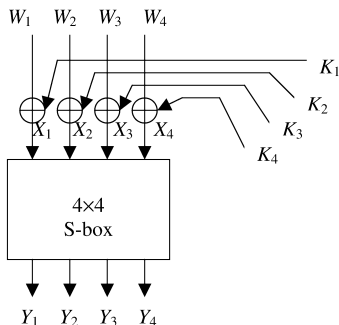 W₁ W₂ W₃ W₄
K₁
K₂
X₁ X₂ X₃ X₄
K₃
K₄
4×4
S-box
Y₁ Y₂ Y₃ Y₄